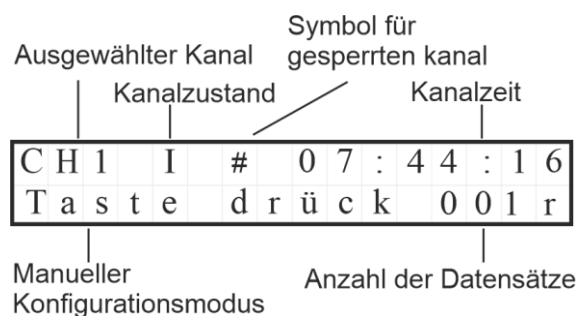 Symbol für
Ausgewählter Kanal gesperrten kanal
Kanalzustand Kanalzeit
CH1 I # 07:44:16
Taste drück 001r
Manueller Anzahl der Datensätze
Konfigurationsmodus